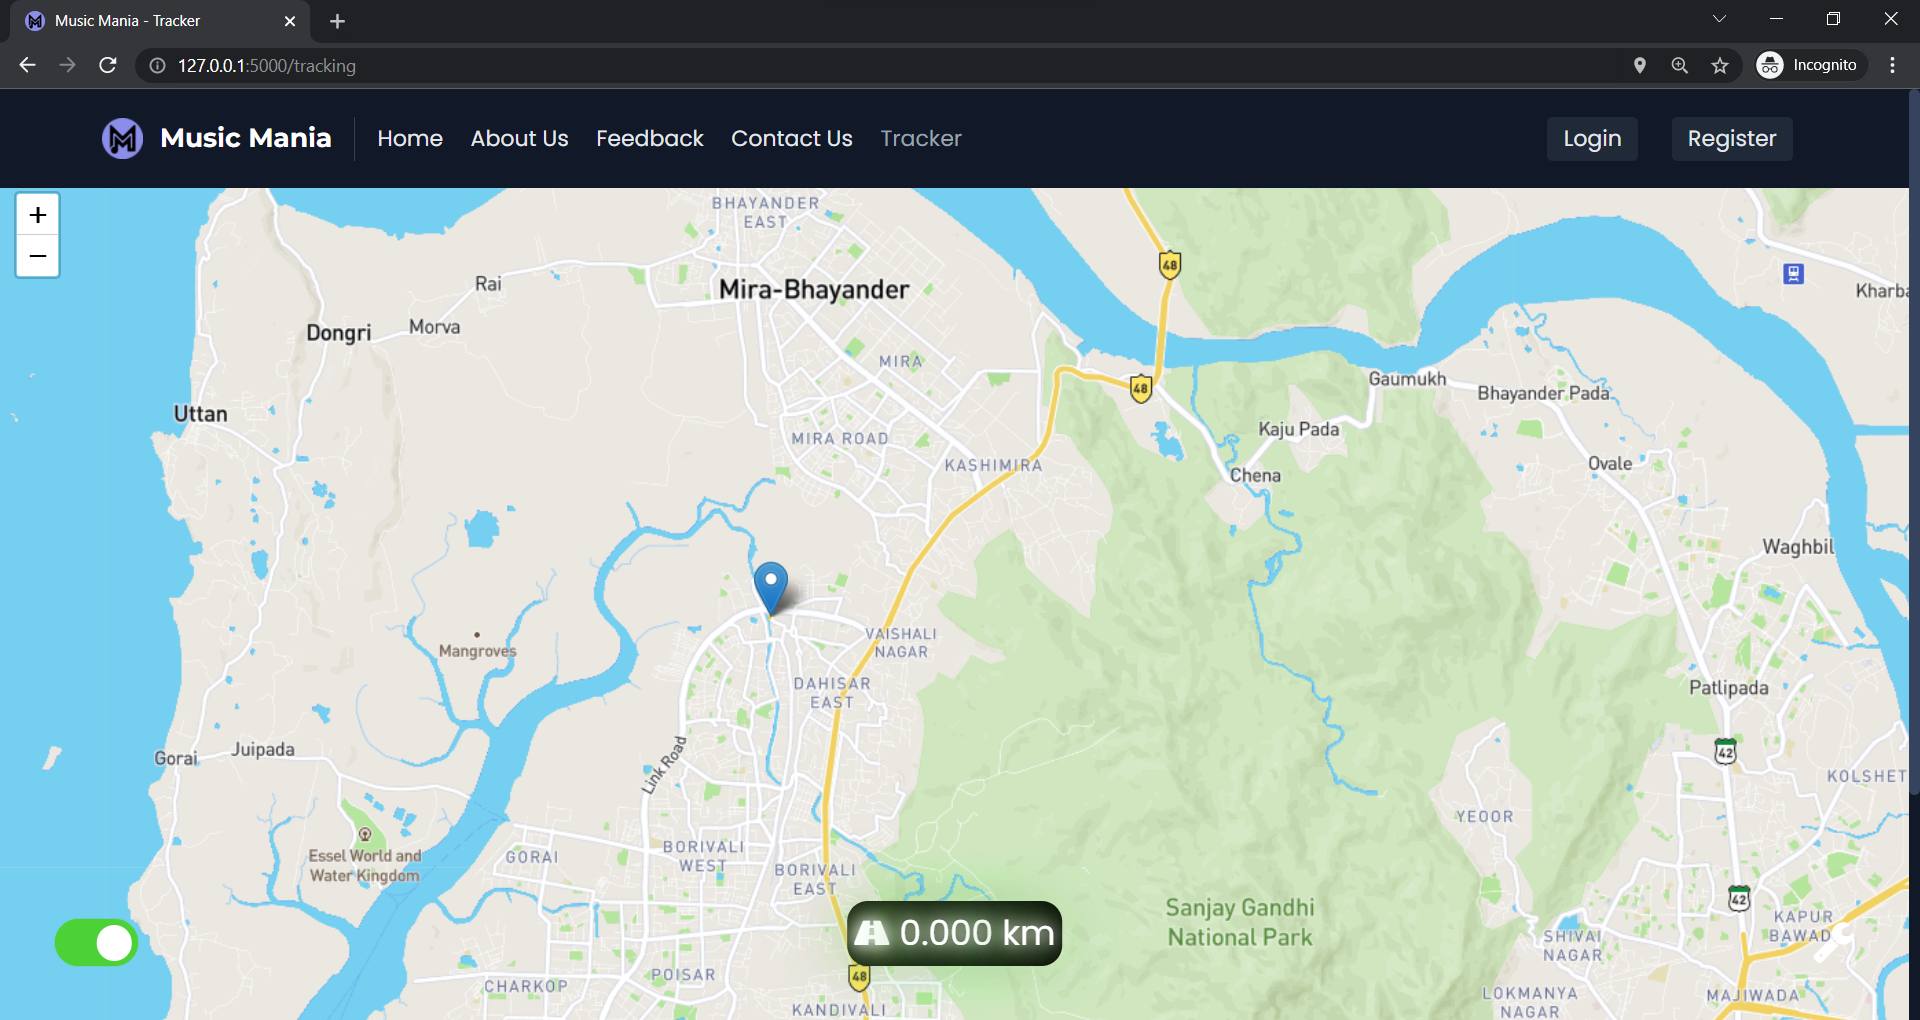 Music Mania - Tracker
127.0.0.1:5000/tracking
Incognito
Music Mania
Home
About Us
Feedback
Contact Us
Tracker
Login
Register
+
−
BHAYANDER
EAST
48
Rai
Mira-Bhayander
Kharba
Dongri
Morva
MIRA
48
Gaumukh
Bhayander Pada
Uttan
MIRA ROAD
Kaju Pada
KASHIMIRA
Chena
Ovale
Waghbil
Mangroves
VAISHALI
NAGAR
DAHISAR
EAST
Patlipada
Gorai
Juipada
Link Road
42
KOLSHET
YEOOR
Essel World and
Water Kingdom
GORAI
BORIVALI
WEST
BORIVALI
EAST
42
Sanjay Gandhi
National Park
KAPUR
BAWAD
0.000 km
SHIVAI
NAGAR
POISAR
48
CHARKOP
KANDIVALI
LOKMANYA
NAGAR
MAJIWADA